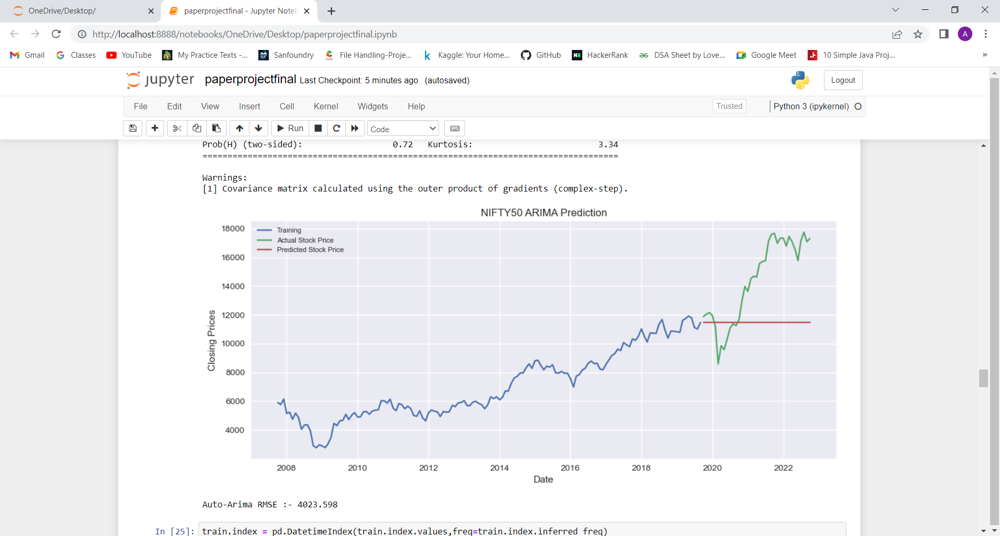 OneDrive/Desktop/
paperprojectfinal - Jupyter Noteb
http://localhost:8888/notebooks/OneDrive/Desktop/paperprojectfinal.ipynb
A
Gmail Classes YouTube My Practice Texts -... Sanfoundry File Handling-Proje... Kaggle: Your Home... GitHub HackerRank DSA Sheet by Love... Google Meet 10 Simple Java Proj... »
jupyter paperprojectfinal Last Checkpoint: 5 minutes ago (autosaved) Logout
File Edit View Insert Cell Kernel Widgets Help Trusted Python 3 (ipykernel)
Run Code
Prob(H) (two-sided): 0.72 Kurtosis: 3.34
===================================================================================
Warnings:
[1] Covariance matrix calculated using the outer product of gradients (complex-step).
NIFTY50 ARIMA Prediction
Training
Actual Stock Price
Predicted Stock Price
18000
16000
14000
12000
10000
8000
6000
4000
Closing Prices
2008 2010 2012 2014 2016 2018 2020 2022
Date
Auto-Arima RMSE :- 4023.598
In [25]: train.index = pd.DatetimeIndex(train.index.values,freq=train.index.inferred_freq)